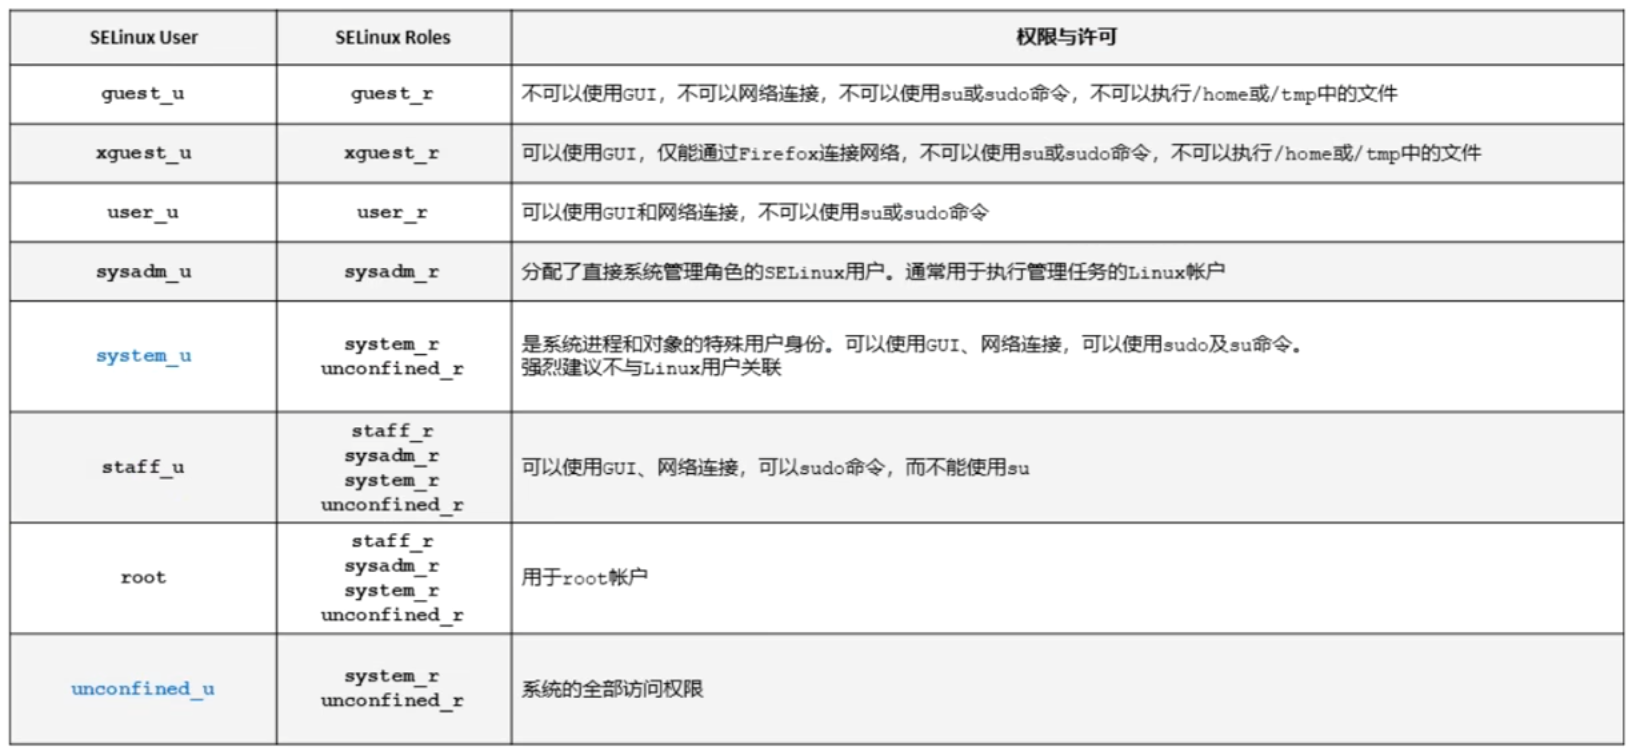 SELinux User SELinux Roles 权限与许可
guest_u guest_r 不可以使用GUI，不可以网络连接，不可以使用su或sudo命令，不可以执行/home或/tmp中的文件
xguest_u xguest_r 可以使用GUI，仅能通过Firefox连接网络，不可以使用su或sudo命令，不可以执行/home或/tmp中的文件
user_u user_r 可以使用GUI和网络连接，不可以使用su或sudo命令
sysadm_u sysadm_r 分配了直接系统管理角色的SELinux用户。通常用于执行管理任务的Linux帐户
system_u
system_r
unconfined_r
是系统进程和对象的特殊用户身份。可以使用GUI、网络连接，可以使用sudo及su命令。
强烈建议不与Linux用户关联
staff_u
staff_r
sysadm_r
system_r
unconfined_r
可以使用GUI、网络连接，可以sudo命令，而不能使用su
root
staff_r
sysadm_r
system_r
unconfined_r
用于root帐户
unconfined_u
system_r
unconfined_r
系统的全部访问权限